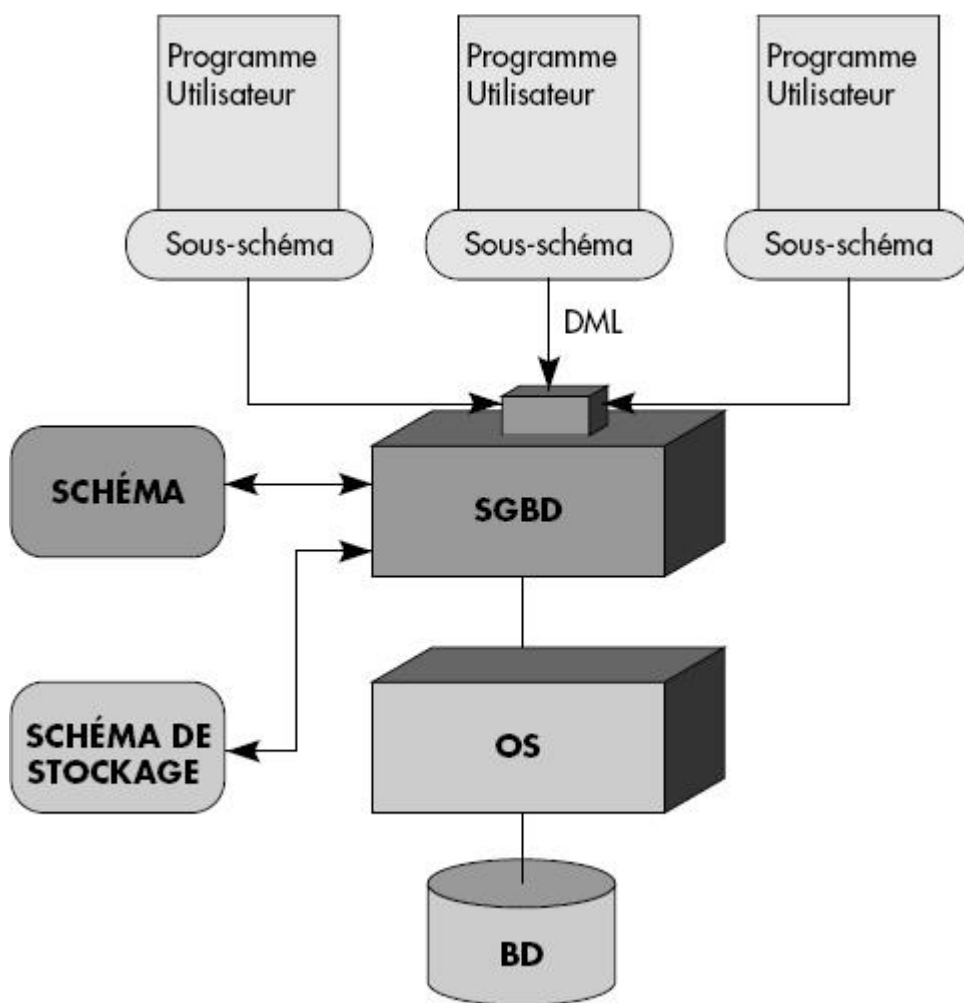 Programme
Utilisateur
Programme
Utilisateur
Programme
Utilisateur
Sous-schéma
Sous-schéma
Sous-schéma
DML
SCHÉMA
SGBD
SCHÉMA DE
STOCKAGE
OS
BD